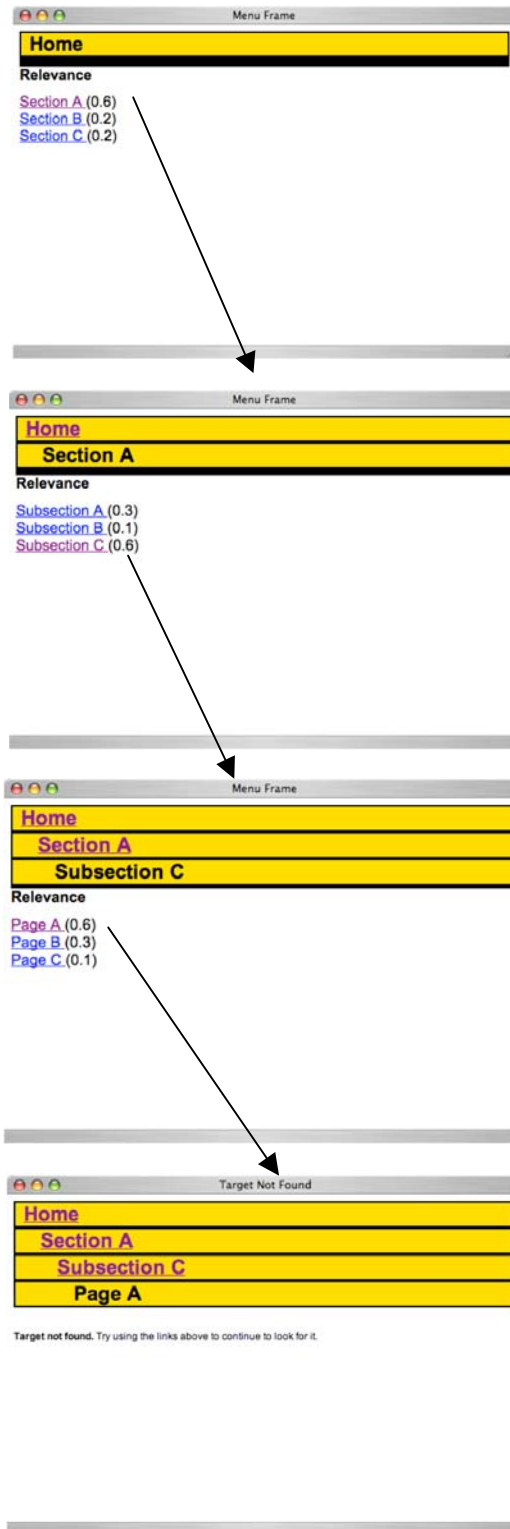 Menu Frame
Home
Relevance
Section A (0.6)
Section B (0.2)
Section C (0.2)
Menu Frame
Home
Section A
Relevance
Subsection A (0.3)
Subsection B (0.1)
Subsection C (0.6)
Menu Frame
Home
Section A
Subsection C
Relevance
Page A (0.6)
Page B (0.3)
Page C (0.1)
Target Not Found
Home
Section A
Subsection C
Page A
Target not found. Try using the links above to continue to look for it.